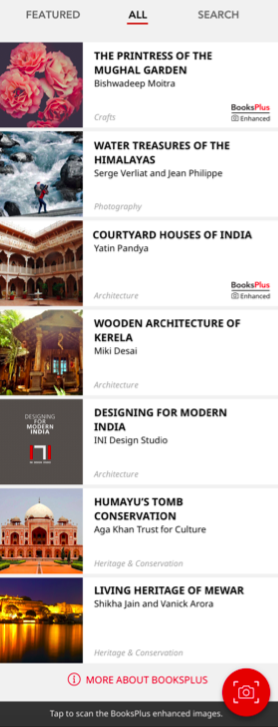 FEATURED ALL SEARCH
THE PRINTRESS OF THE
MUGHAL GARDEN
Bishwadeep Moitra
Crafts
BooksPlus
Enhanced
WATER TREASURES OF THE
HIMALAYAS
Serge Verliat and Jean Philippe
Photography
COURTYARD HOUSES OF INDIA
Yatin Pandya
Architecture
BooksPlus
Enhanced
WOODEN ARCHITECTURE OF
KERELA
Miki Desai
Architecture
DESIGNING
FOR
MODERN
INDIA
DESIGNING FOR MODERN
INDIA
INI Design Studio
Architecture
HUMAYU'S TOMB
CONSERVATION
Aga Khan Trust for Culture
Heritage & Conservation
LIVING HERITAGE OF MEWAR
Shikha Jain and Vanick Arora
Heritage & Conservation
MORE ABOUT BOOKSPLUS
Tap to scan the BooksPlus enhanced images.